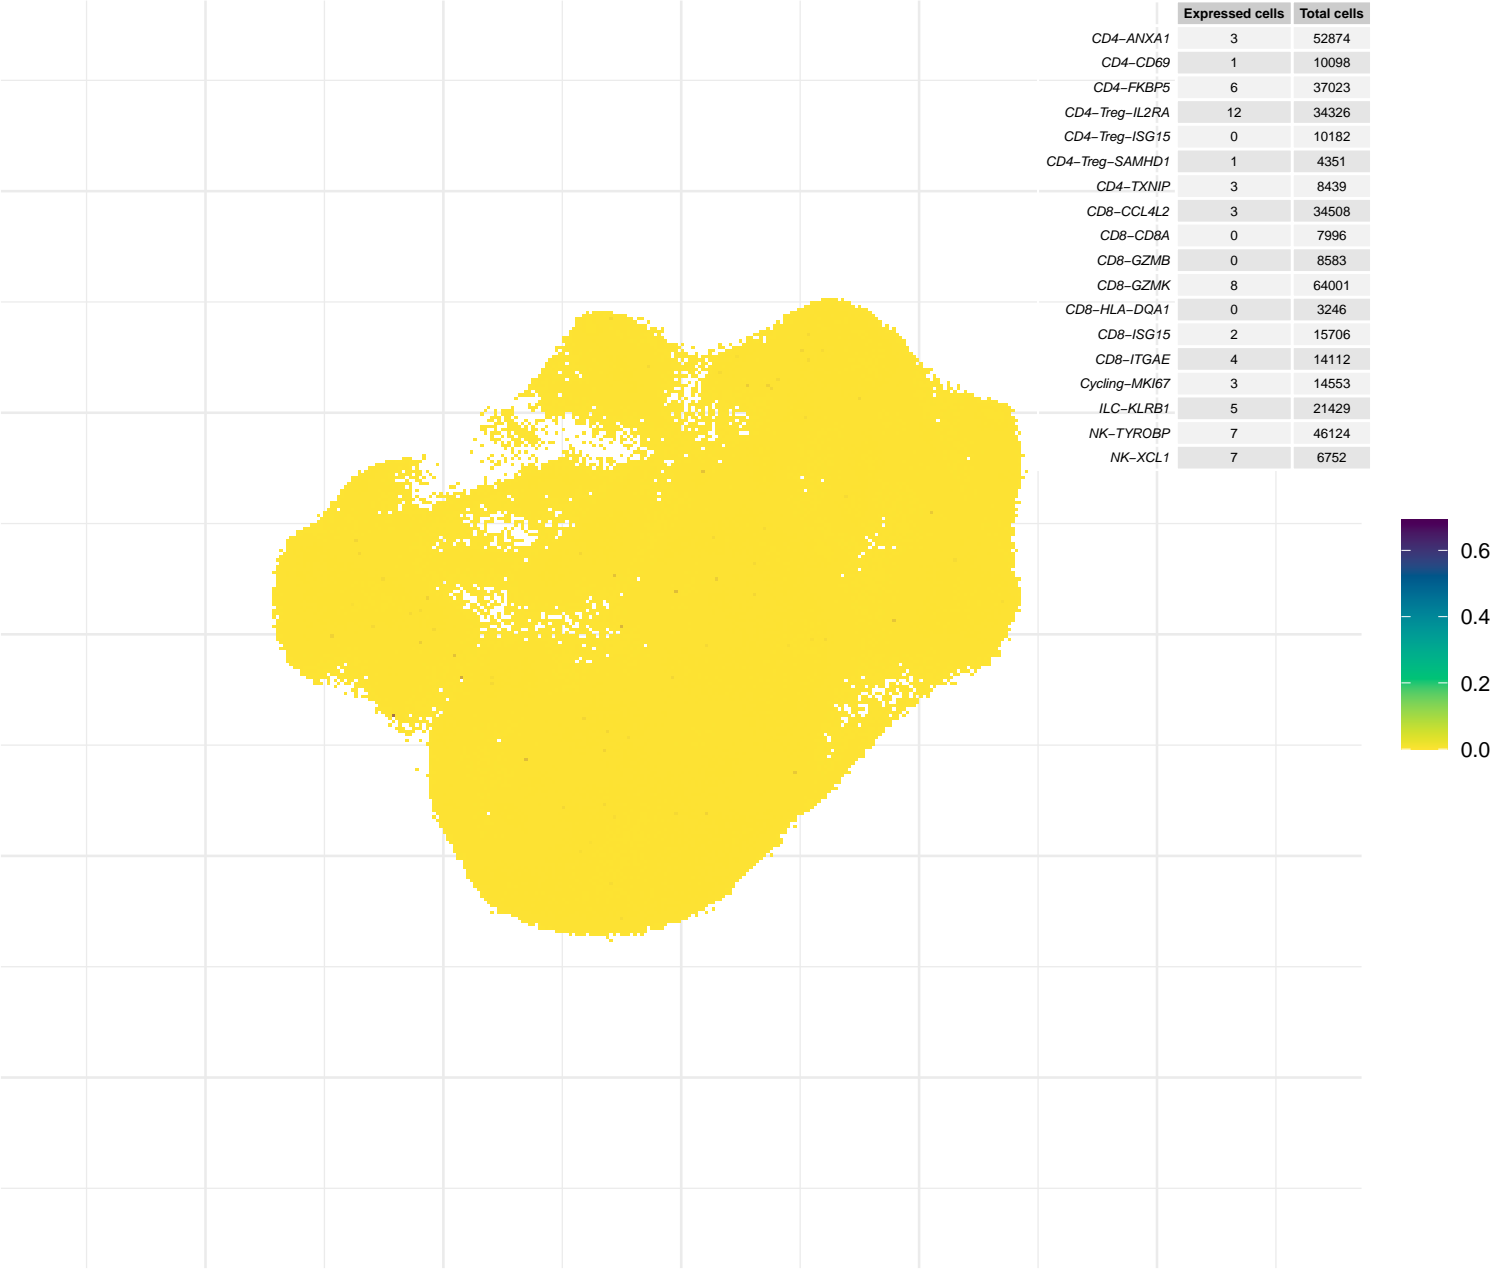 Expressed cells Total cells
CD4−ANXA1 3 52874
CD4−CD69 1 10098
CD4−FKBP5 6 37023
CD4−Treg−IL2RA 12 34326
CD4−Treg−ISG15 0 10182
CD4−Treg−SAMHD1 1 4351
CD4−TXNIP 3 8439
CD8−CCL4L2 3 34508
CD8−CD8A 0 7996
CD8−GZMB 0 8583
CD8−GZMK 8 64001
CD8−HLA−DQA1 0 3246
CD8−ISG15 2 15706
CD8−ITGAE 4 14112
Cycling−MKI67 3 14553
ILC−KLRB1 5 21429
NK−TYROBP 7 46124
NK−XCL1 7 6752
0.6
0.4
0.2
0.0